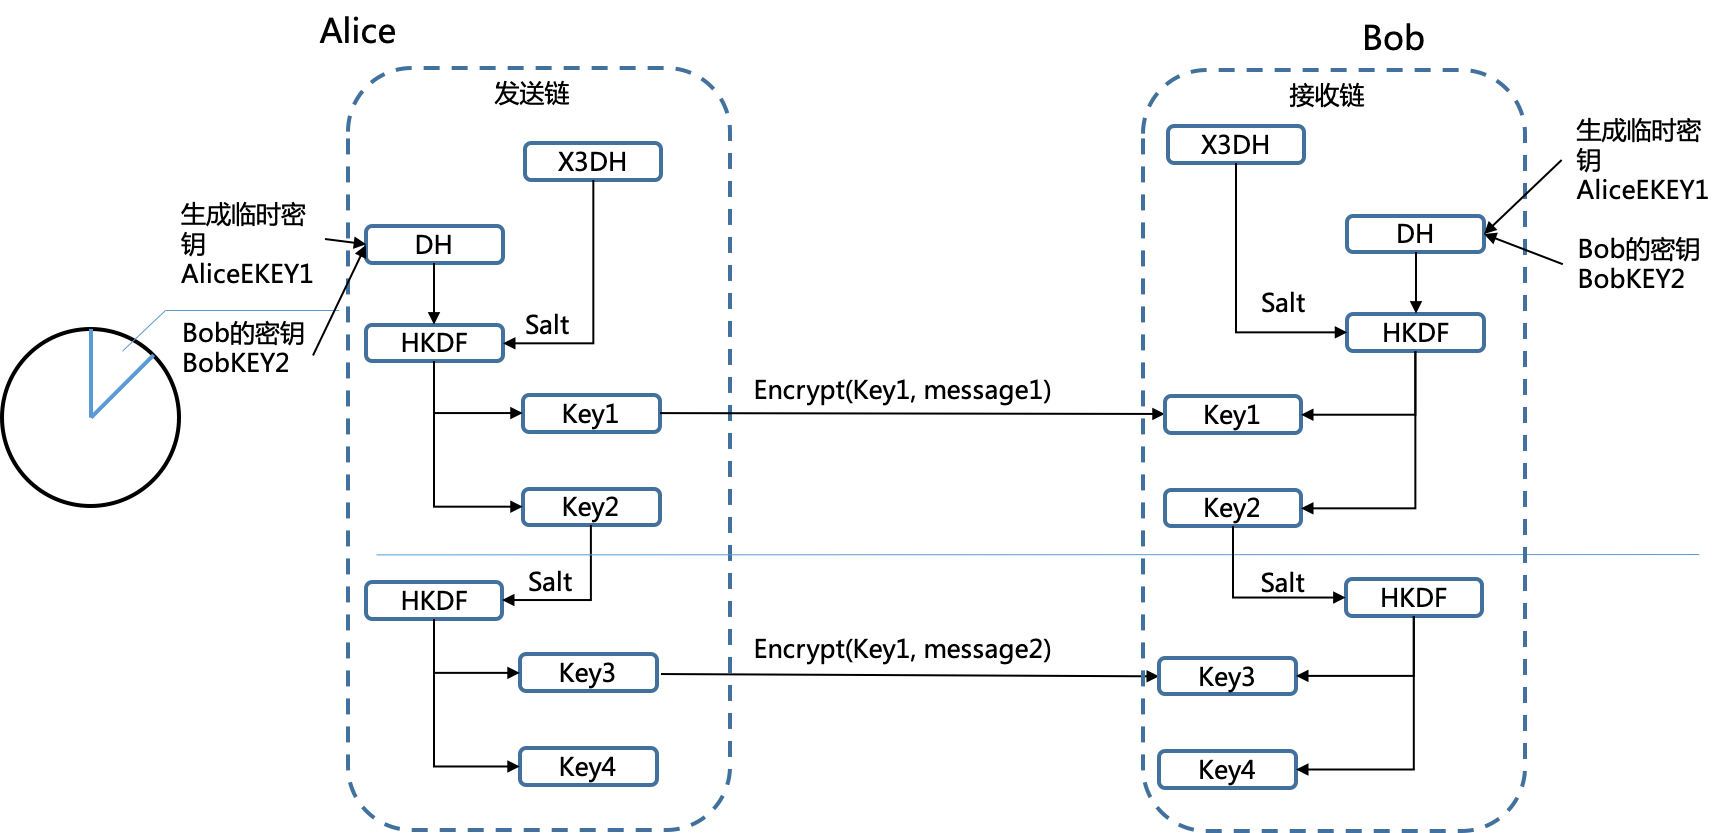 Alice
Bob
发送链
接收链
X3DH
X3DH
生成临时密
钥
AliceEKEY1
生成临时密
钥
AliceEKEY1
DH
DH
Bob的密钥
BobKEY2
Bob的密钥
BobKEY2
Salt
Salt
HKDF
HKDF
Encrypt(Key1, message1)
Key1
Key1
Key2
Key2
Salt
Salt
HKDF
HKDF
Encrypt(Key1, message2)
Key3
Key3
Key4
Key4